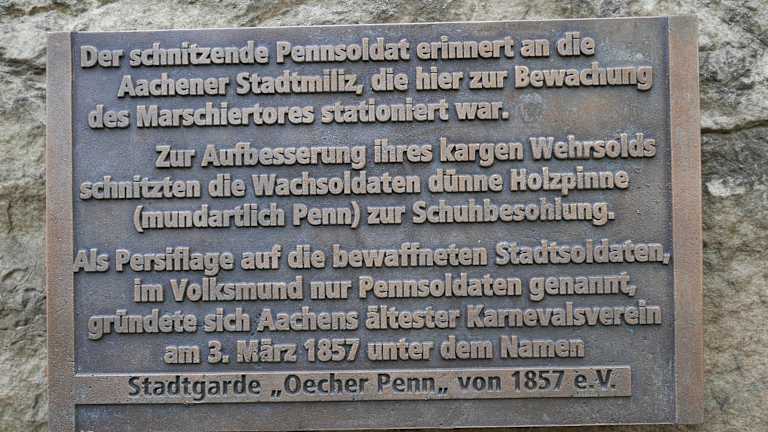 Der schnitzende Pennsoldat erinnert an die
Aachener Stadtmiliz, die hier zur Bewachung
des Marschiertores stationiert war.
Zur Aufbesserung ihres kargen Wehrsolds
schnitzten die Wachsoldaten dünne Holzpinne
(mundartlich Penn) zur Schuhbesohlung.
Als Persiflage auf die bewaffneten Stadtsoldaten,
im Volksmund nur Pennsoldaten genannt,
gründete sich Aachens ältester Karnevalsverein
am 3. März 1857 unter dem Namen
Stadtgarde „Oecher Penn„ von 1857 e.V.